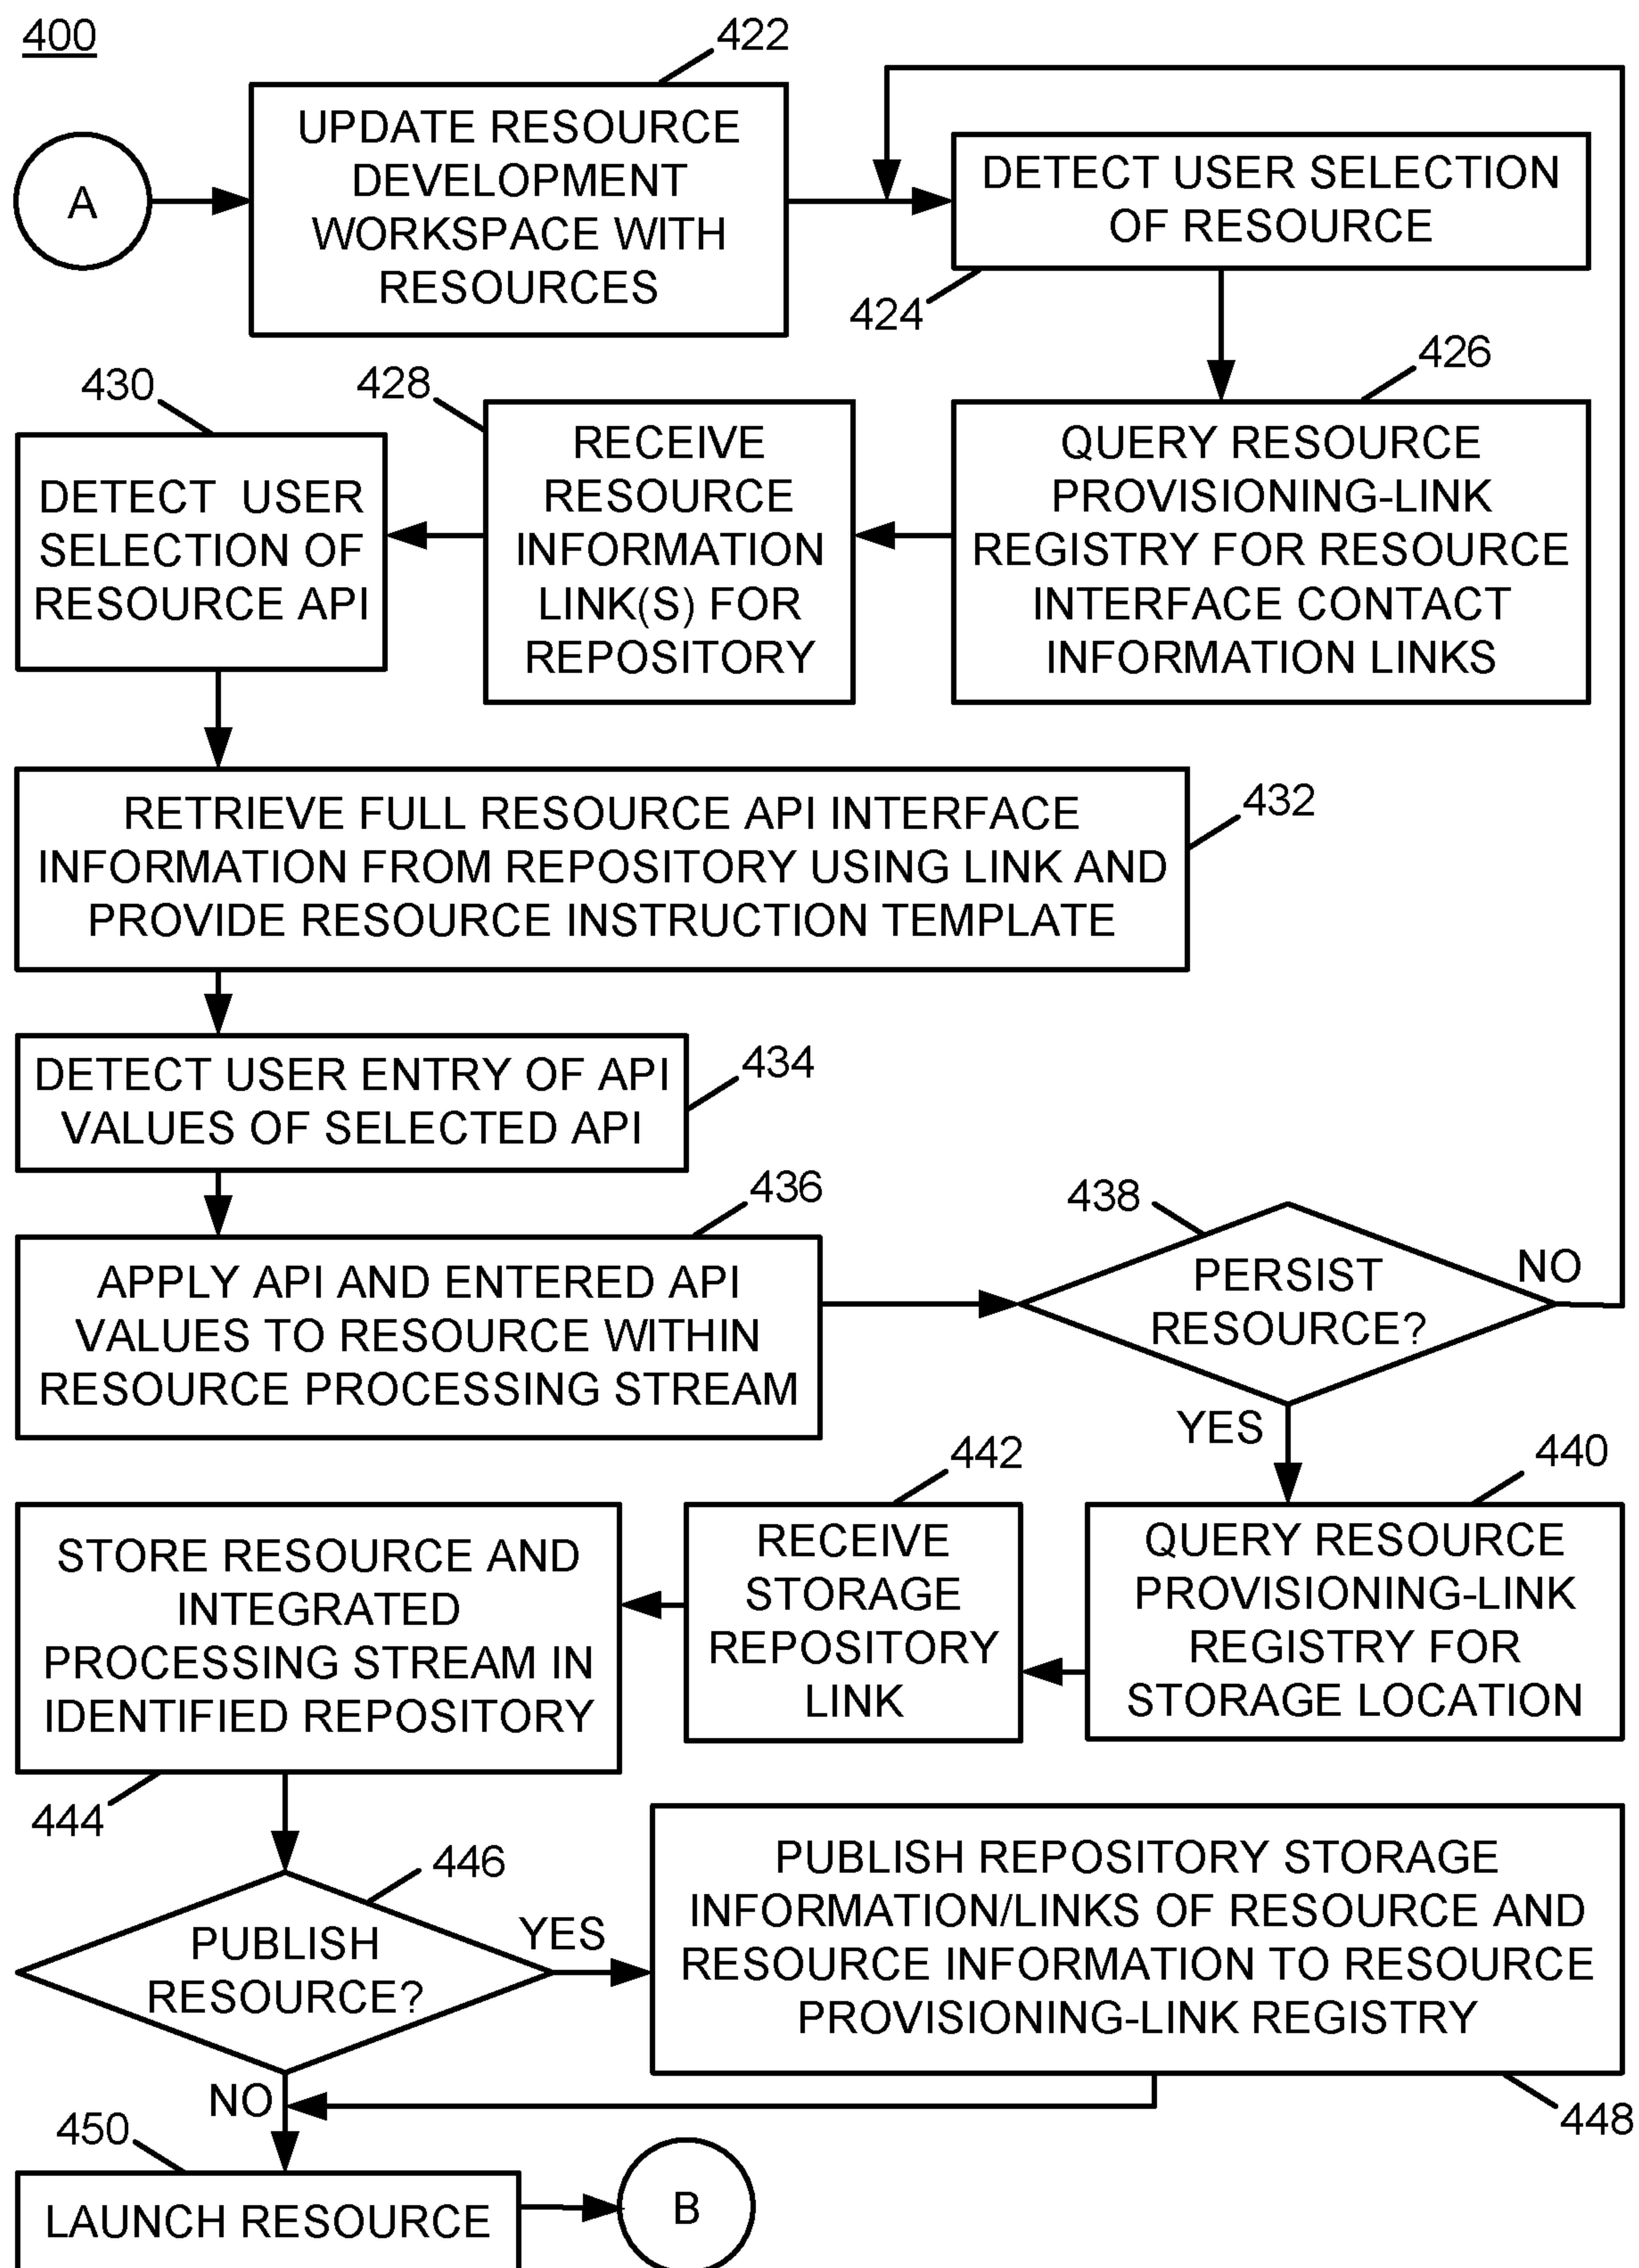 400
422
A
UPDATE RESOURCE
DEVELOPMENT
WORKSPACE WITH
RESOURCES
DETECT USER SELECTION
OF RESOURCE
424
426
QUERY RESOURCE
PROVISIONING-LINK
REGISTRY FOR RESOURCE
INTERFACE CONTACT
INFORMATION LINKS
428
RECEIVE
RESOURCE
INFORMATION
LINK(S) FOR
REPOSITORY
430
DETECT USER
SELECTION OF
RESOURCE API
432
RETRIEVE FULL RESOURCE API INTERFACE
INFORMATION FROM REPOSITORY USING LINK AND
PROVIDE RESOURCE INSTRUCTION TEMPLATE
434
DETECT USER ENTRY OF API
VALUES OF SELECTED API
436
APPLY API AND ENTERED API
VALUES TO RESOURCE WITHIN
RESOURCE PROCESSING STREAM
438
PERSIST
RESOURCE?
NO
YES
440
QUERY RESOURCE
PROVISIONING-LINK
REGISTRY FOR
STORAGE LOCATION
442
RECEIVE
STORAGE
REPOSITORY
LINK
STORE RESOURCE AND
INTEGRATED
PROCESSING STREAM IN
IDENTIFIED REPOSITORY
444
446
PUBLISH
RESOURCE?
YES
PUBLISH REPOSITORY STORAGE
INFORMATION/LINKS OF RESOURCE AND
RESOURCE INFORMATION TO RESOURCE
PROVISIONING-LINK REGISTRY
448
NO
450
LAUNCH RESOURCE
B